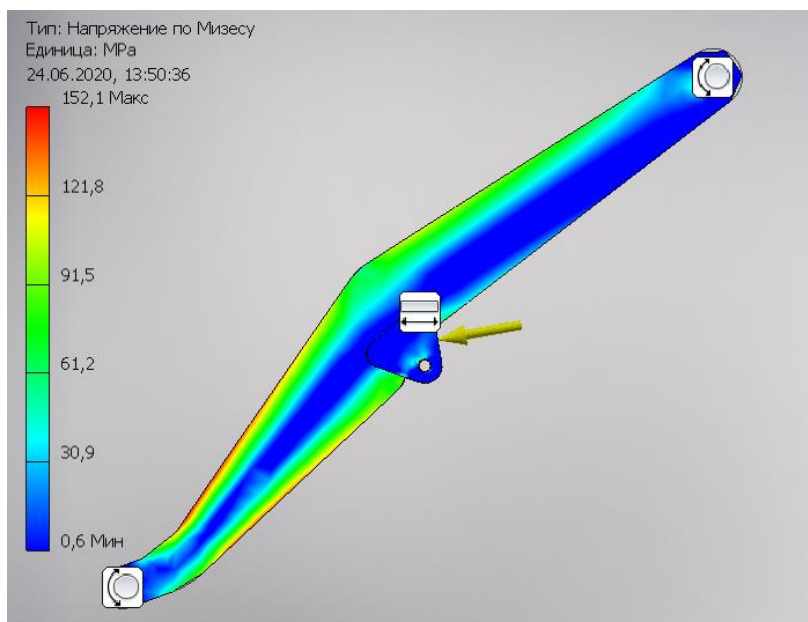 Тип: Напряжение по Мизесу
Единица: MPa
24.06.2020, 13:50:36
152,1 Макс
121,8
91,5
61,2
30,9
0,6 Мин